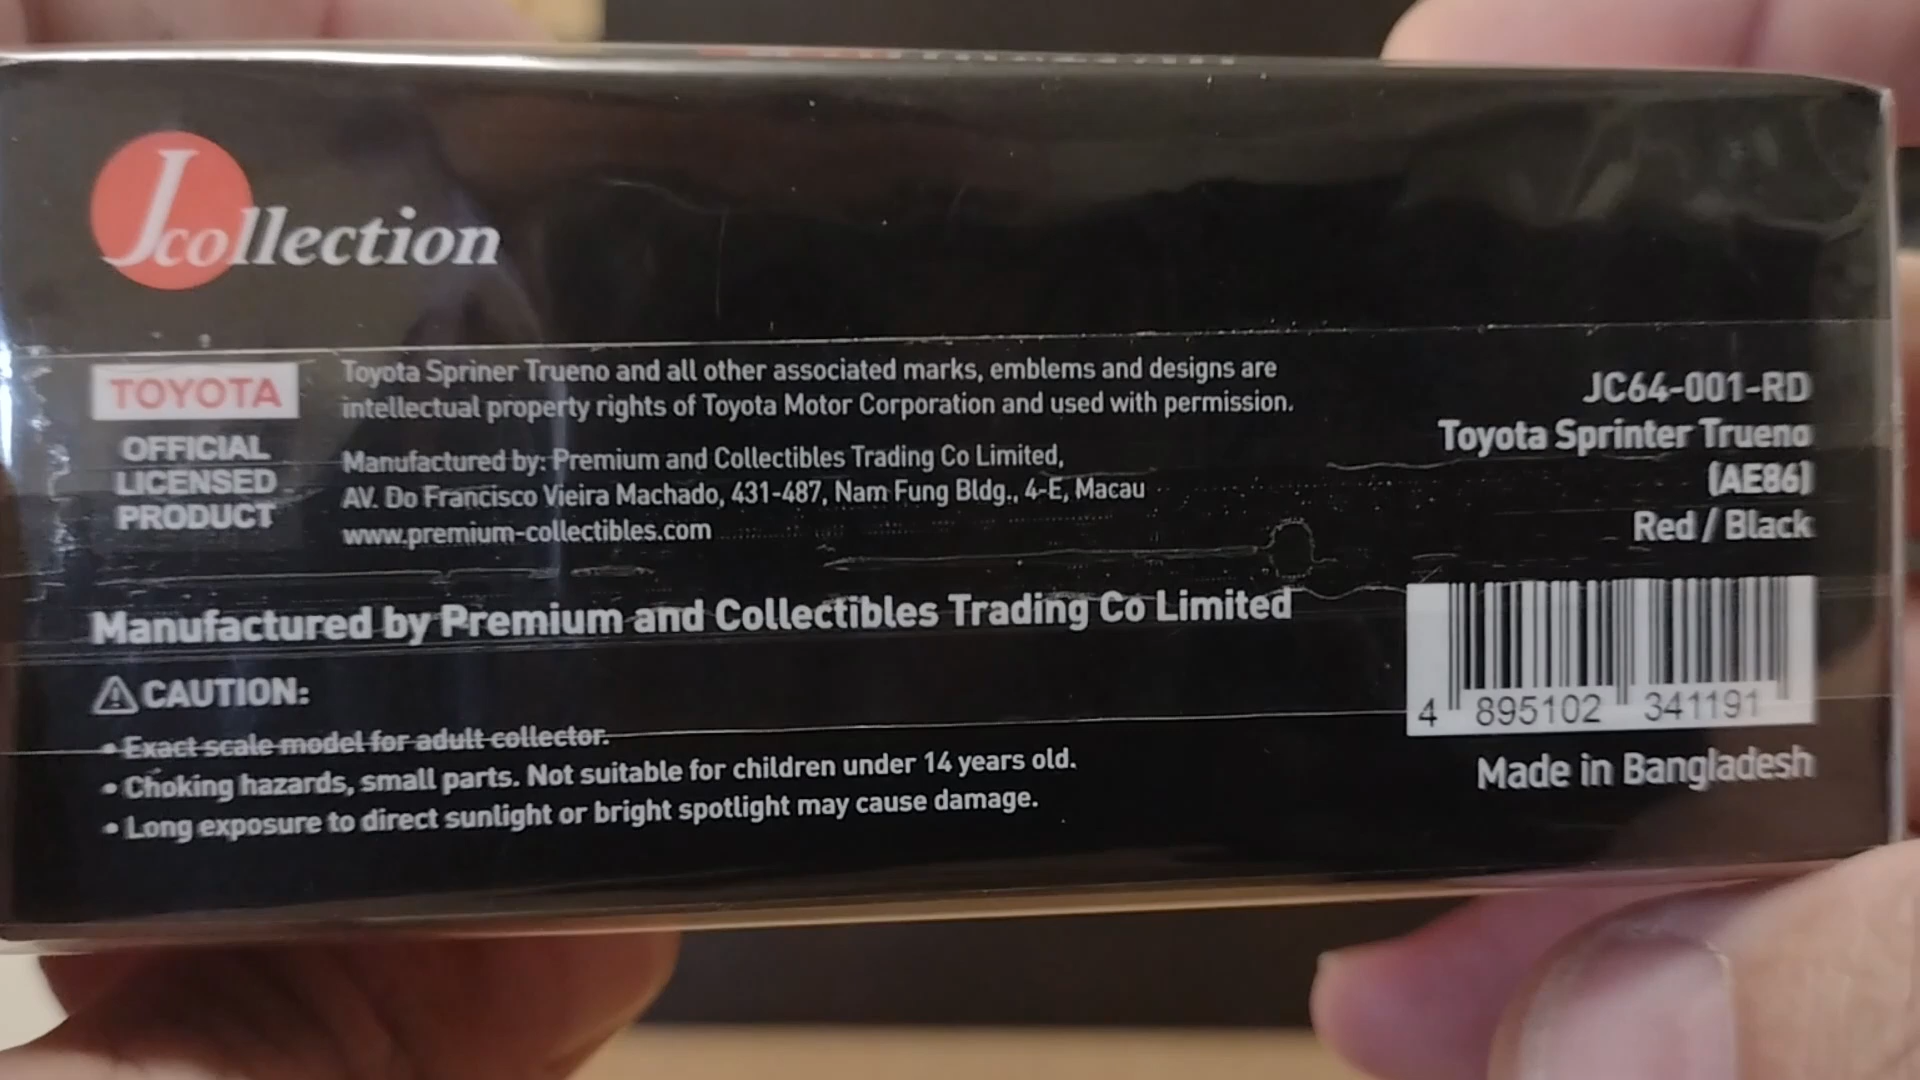 Jcollection
TOYOTA
OFFICIAL
LICENSED
PRODUCT
Toyota Spriner Trueno and all other associated marks, emblems and designs are
intellectual property rights of Toyota Motor Corporation and used with permission.
Manufactured by: Premium and Collectibles Trading Co Limited,
AV. Do Francisco Vieira Machado, 431-487, Nam Fung Bldg., 4-E, Macau
www.premium-collectibles.com
Manufactured by Premium and Collectibles Trading Co Limited
CAUTION:
• Exact scale model for adult collector.
• Choking hazards, small parts. Not suitable for children under 14 years old.
• Long exposure to direct sunlight or bright spotlight may cause damage.
JC64-001-RD
Toyota Sprinter Trueno
(AE86)
Red / Black
4 895102 341191
Made in Bangladesh